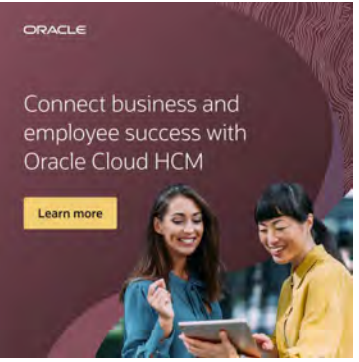 ORACLE
Connect business and
employee success with
Oracle Cloud HCM
Learn more